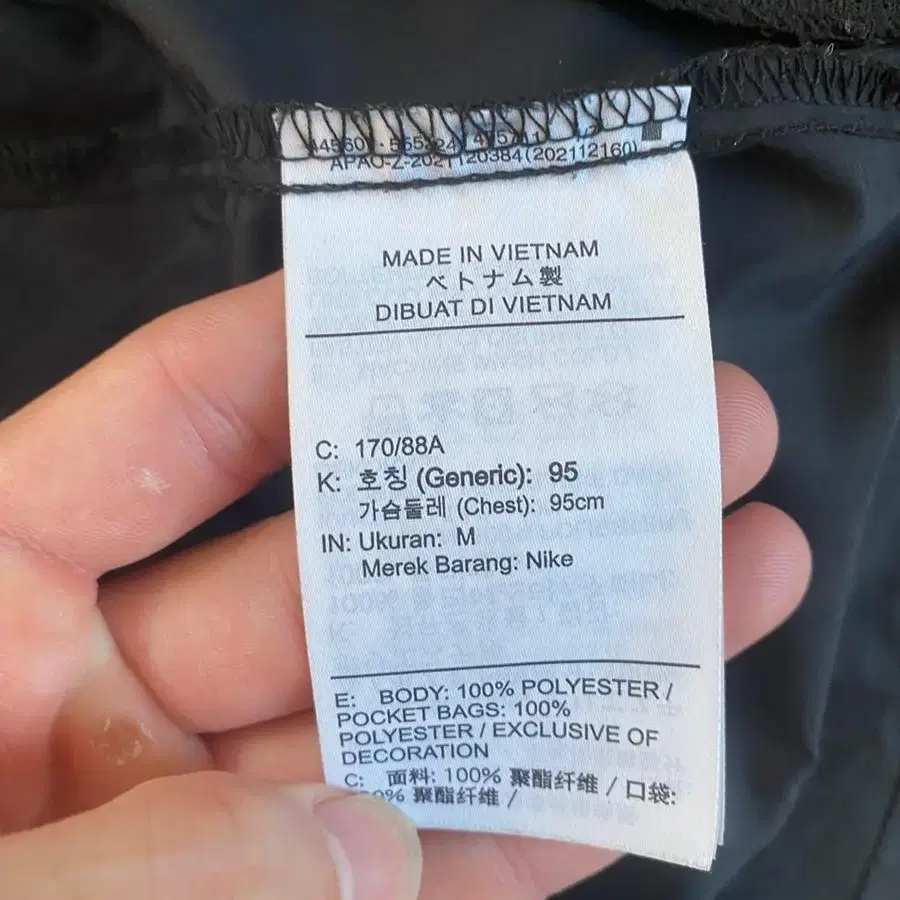 APAO-Z-2021120384(202112160)
MADE IN VIETNAM
ベトナム製
DIBUAT DI VIETNAM
C: 170/88A
K: 호칭 (Generic): 95
가슴둘레 (Chest): 95cm
IN: Ukuran: M
Merek Barang: Nike
E: BODY: 100% POLYESTER /
POCKET BAGS: 100%
POLYESTER / EXCLUSIVE OF
DECORATION
C: 面料: 100% 聚酯纤维 / 口袋:
聚酯纤维 /